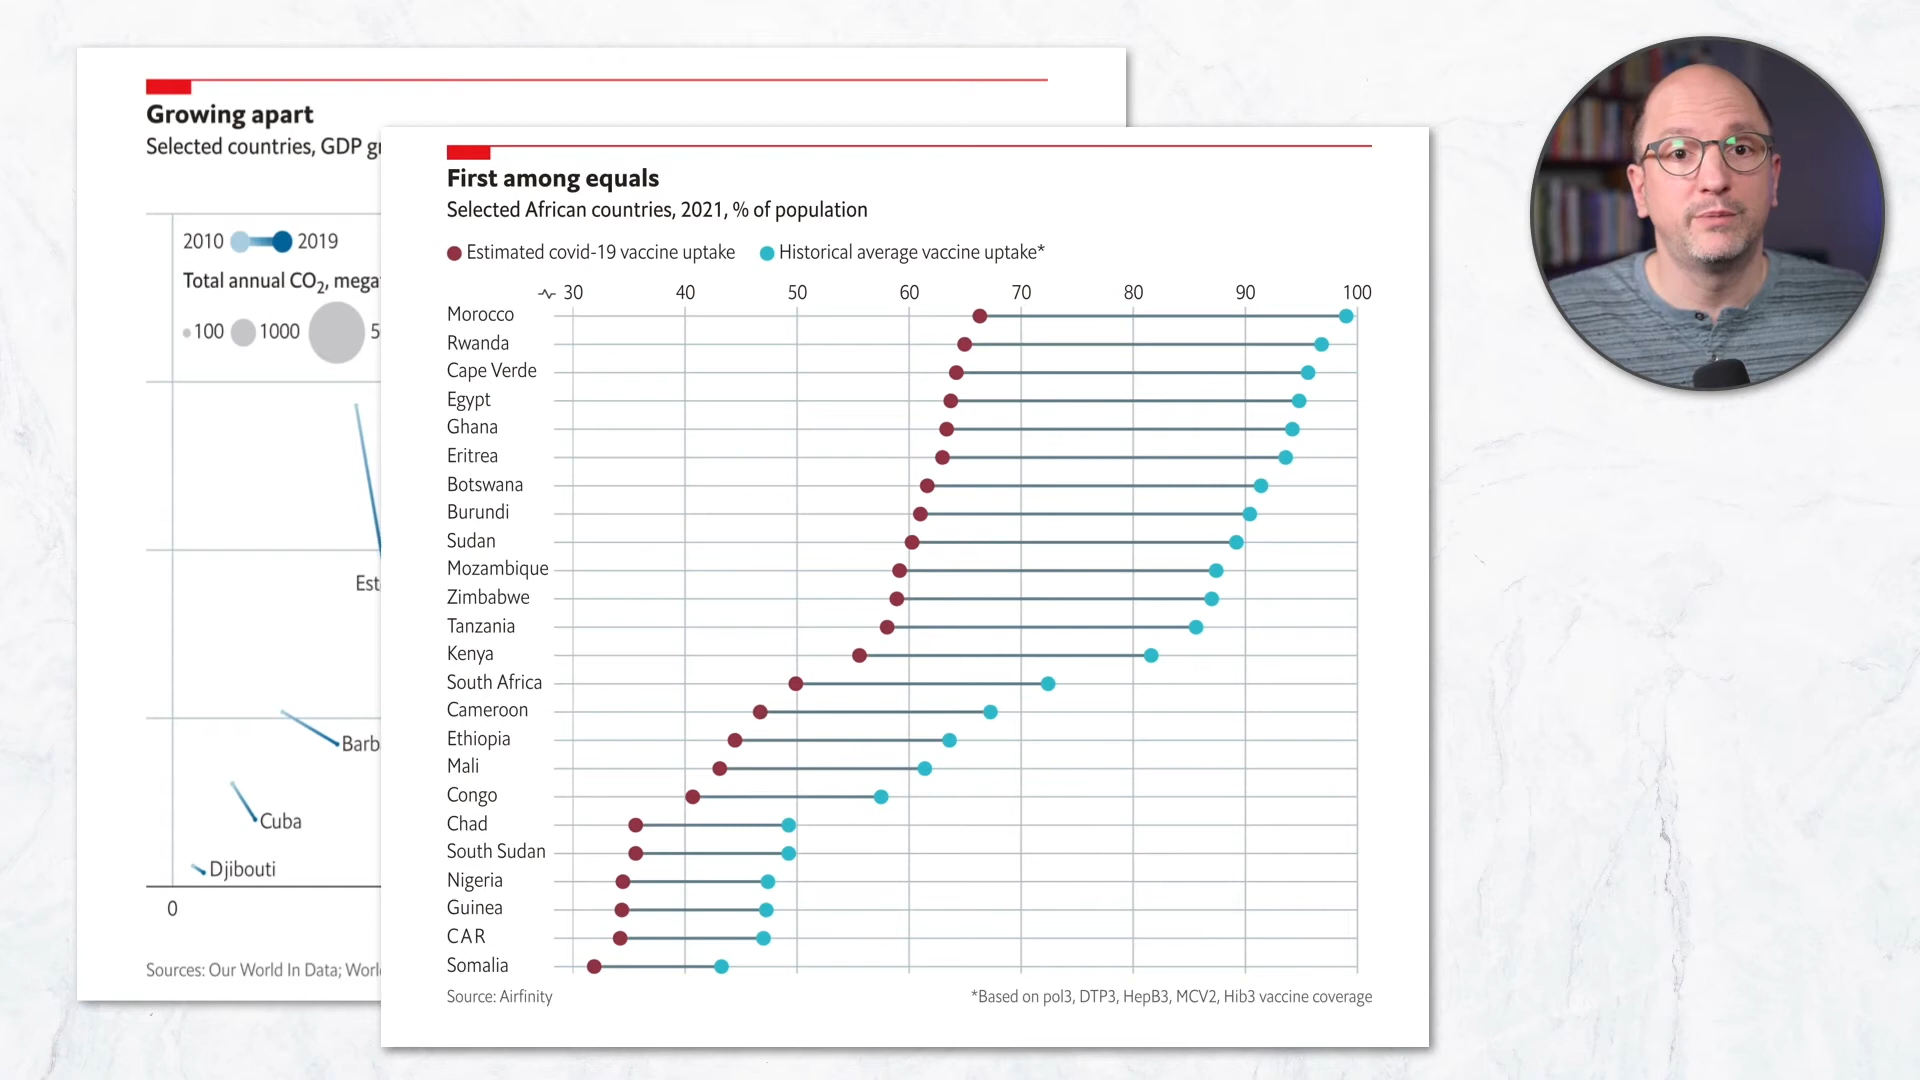 Growing apart
Selected countries, GDP
2010 2019
Total annual CO₂,
100 1000 5
Cuba
Djibouti
0
Sources: Our World In Data;
First among equals
Selected African countries, 2021, % of population
Estimated covid-19 vaccine uptake Historical average vaccine uptake*
30 40 50 60 70 80 90 100
Morocco
Rwanda
Cape Verde
Egypt
Ghana
Eritrea
Botswana
Burundi
Sudan
Mozambique
Zimbabwe
Tanzania
Kenya
South Africa
Cameroon
Ethiopia
Mali
Congo
Chad
South Sudan
Nigeria
Guinea
CAR
Somalia
Source: Airfinity *Based on pol3, DTP3, HepB3, MCV2, Hib3 vaccine coverage